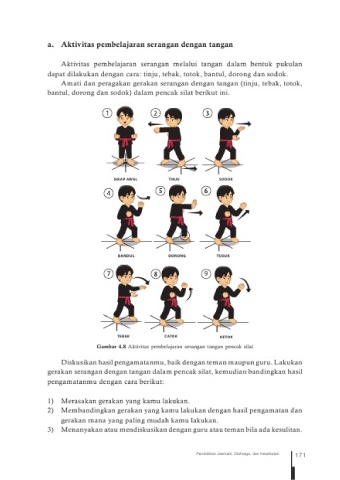 a. Aktivitas pembelajaran serangan dengan tangan
Aktivitas pembelajaran serangan melalui tangan dalam bentuk pukulan
dapat dilakukan dengan cara: tinju, tebak, totok, bantul, dorong dan sodok.
Amati dan peragakan gerakan serangan dengan tangan (tinju, tebak, totok,
bantul, dorong dan sodok) dalam pencak silat berikut ini.
1 2 3
SIKAP AWAL TINJU SODOK
4 5 6
BANDUL DORONG TUSUK
7 8 9
TEBAK CATOK KETOK
Gambar 4.8 Aktivitas pembelajaran serangan tangan pencak silat
Diskusikan hasil pengamatanmu, baik dengan teman maupun guru. Lakukan
gerakan serangan dengan tangan dalam pencak silat, kemudian bandingkan hasil
pengamatanmu dengan cara berikut:
1) Merasakan gerakan yang kamu lakukan.
2) Membandingkan gerakan yang kamu lakukan dengan hasil pengamatan dan
gerakan mana yang paling mudah kamu lakukan.
3) Menanyakan atau mendiskusikan dengan guru atau teman bila ada kesulitan.
Pendidikan Jasmani, Olahraga, dan Kesehatan 171